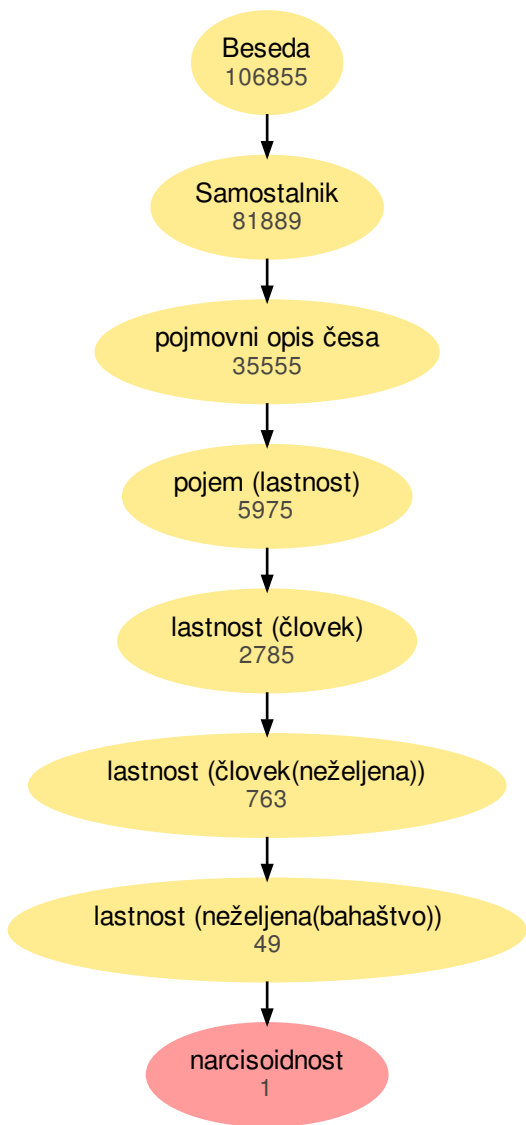 Beseda
106855
Samostalnik
81889
pojmovni opis česa
35555
pojem (lastnost)
5975
lastnost (človek)
2785
lastnost (človek(neželjena))
763
lastnost (neželjena(bahaštvo))
49
narcisoidnost
1